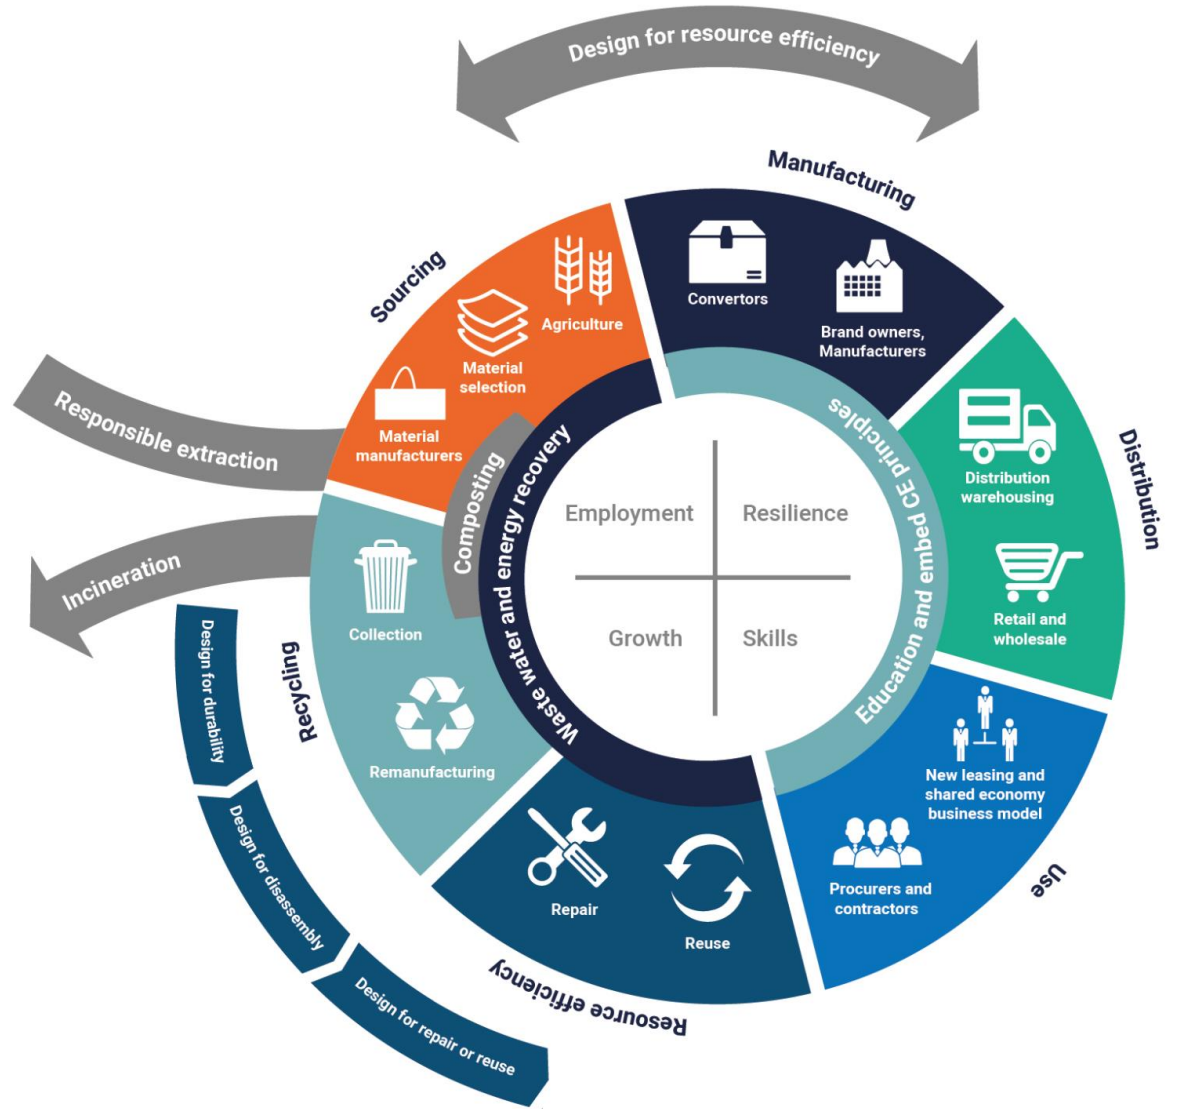 Design for resource efficiency
Manufacturing
Sourcing
Convertors
Brand owners,
Manufacturers
Agriculture
Material
selection
Material
manufacturers
Responsible extraction
Composting
Waste water and energy recovery
Education and embed CE principles
Distribution
warehousing
Distribution
Employment
Resilience
Growth
Skills
Retail and
wholesale
Incineration
Collection
Recycling
Remanufacturing
Design for durability
Design for disassembly
Design for repair or reuse
New leasing and
shared economy
business model
Procurers and
contractors
Use
Repair
Reuse
Resource efficiency